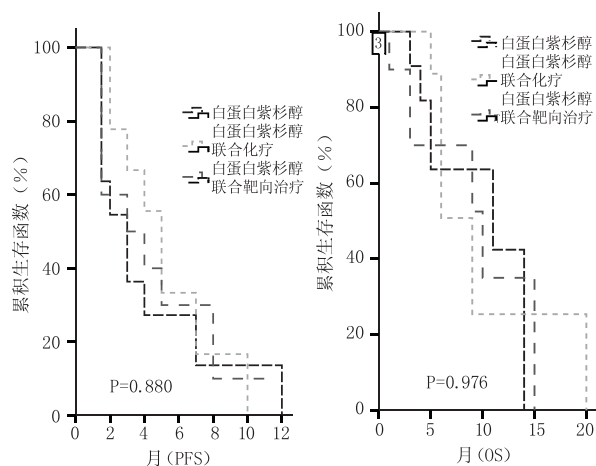 累积生存函数（%）
100
80
60
40
20
0
白蛋白紫杉醇
白蛋白紫杉醇
联合化疗
白蛋白紫杉醇
联合靶向治疗
P=0.880
0 2 4 6 8 10 12
月(PFS)
累积生存函数（%）
100
80
60
40
20
0
3
白蛋白紫杉醇
白蛋白紫杉醇
联合化疗
白蛋白紫杉醇
联合靶向治疗
P=0.976
0 5 10 15 20
月(OS)